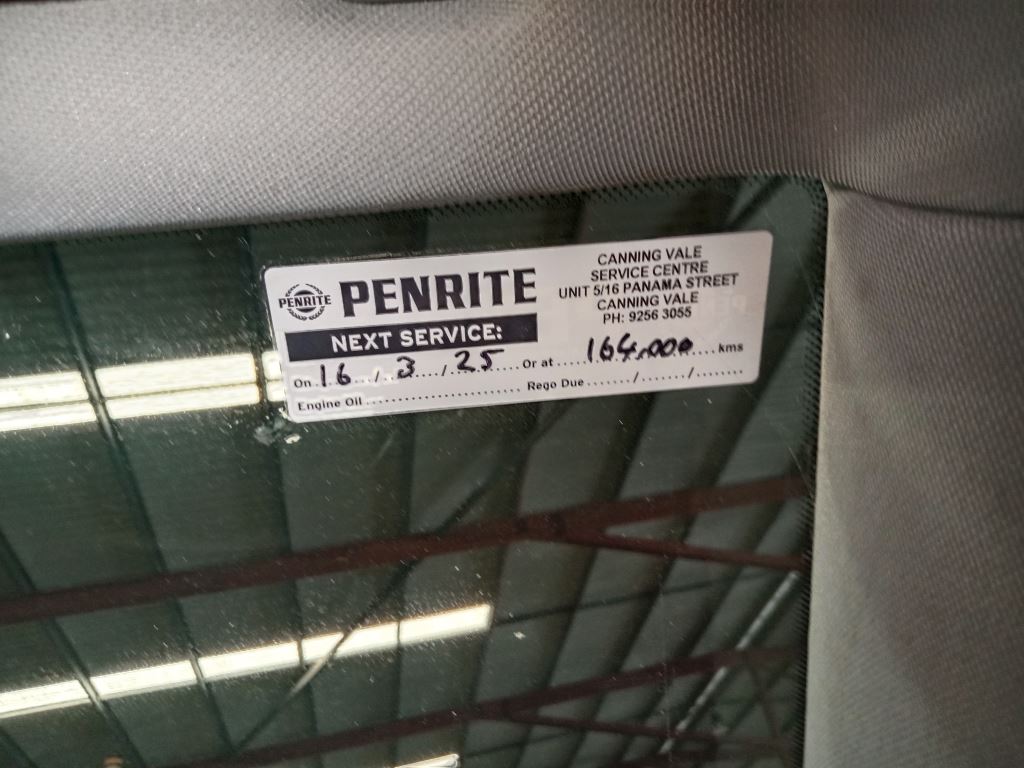 PENRITE
PENRITE
CANNING VALE
SERVICE CENTRE
UNIT 5/16 PANAMA STREET
CANNING VALE
PH: 9256 3055
NEXT SERVICE:
On 16 / 3 / 25 Or at 164,000 kms
Engine Oil ........................ Rego Due ......./......./........